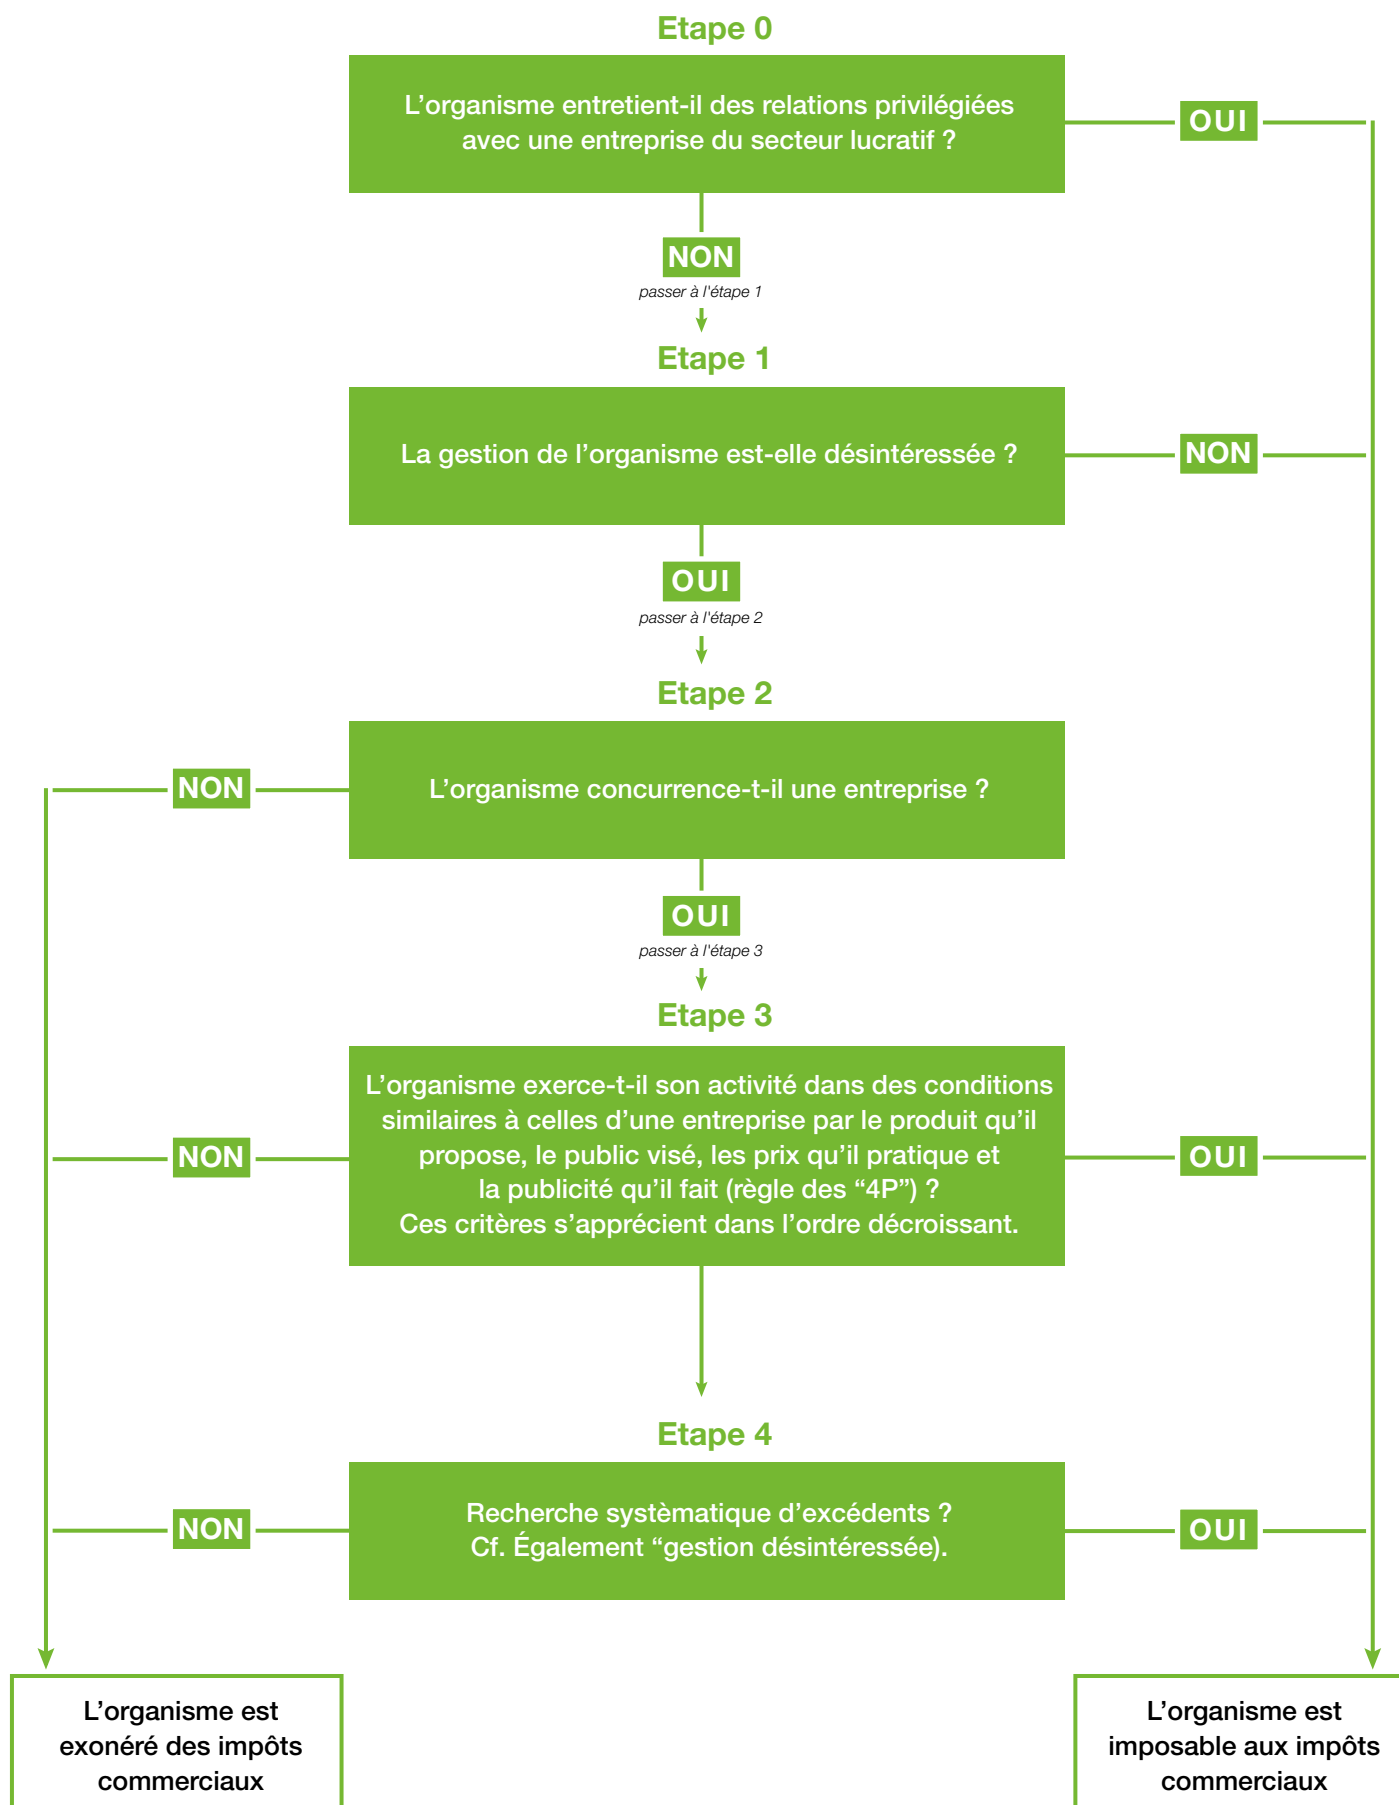 Etape 0
L’organisme entretient-il des relations privilégiées
avec une entreprise du secteur lucratif ?
OUI
NON
passer à l'étape 1
Etape 1
La gestion de l’organisme est-elle désintéressée ?
NON
OUI
passer à l'étape 2
Etape 2
NON
L’organisme concurrence-t-il une entreprise ?
OUI
passer à l'étape 3
Etape 3
L’organisme exerce-t-il son activité dans des conditions
similaires à celles d’une entreprise par le produit qu’il
propose, le public visé, les prix qu’il pratique et
la publicité qu’il fait (règle des “4P”) ?
Ces critères s’apprécient dans l’ordre décroissant.
NON
OUI
Etape 4
Recherche systèmatique d’excédents ?
Cf. Également “gestion désintéressée).
NON
OUI
L’organisme est
exonéré des impôts
commerciaux
L’organisme est
imposable aux impôts
commerciaux